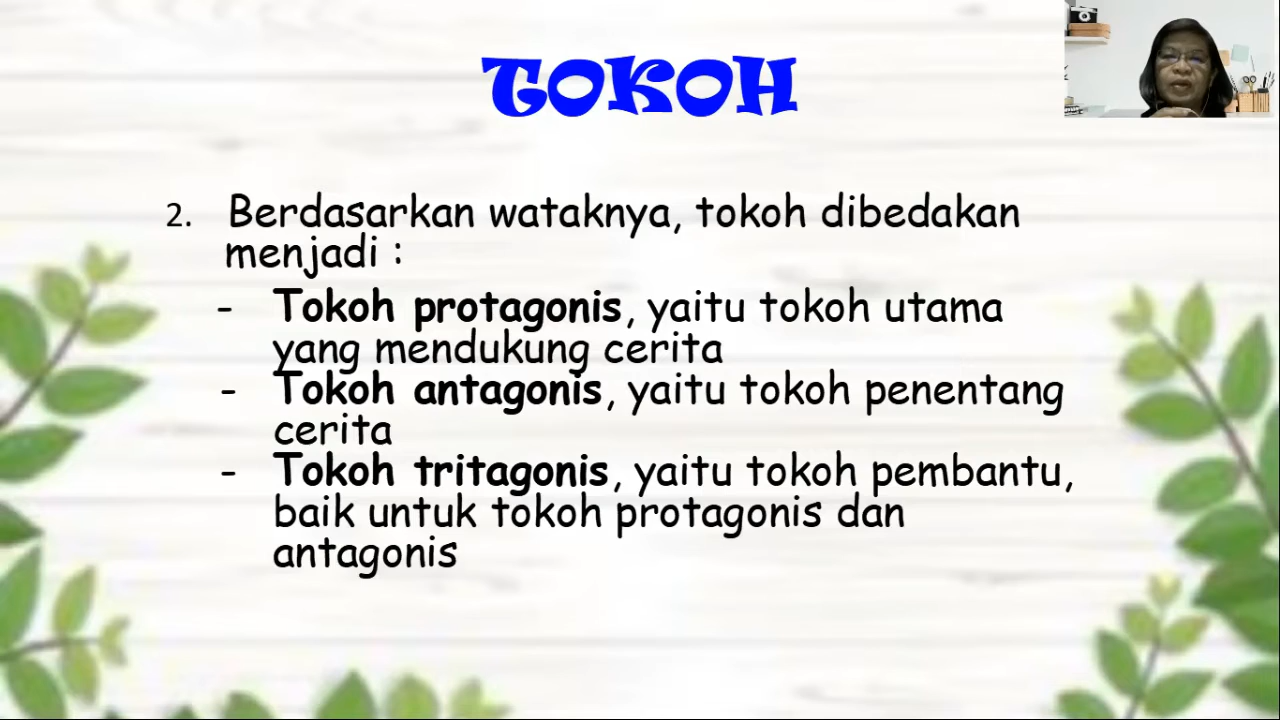 TOKOH
2. Berdasarkan wataknya, tokoh dibedakan
menjadi :
- Tokoh protagonis, yaitu tokoh utama
yang mendukung cerita
- Tokoh antagonis, yaitu tokoh penentang
cerita
- Tokoh tritagonis, yaitu tokoh pembantu,
baik untuk tokoh protagonis dan
antagonis